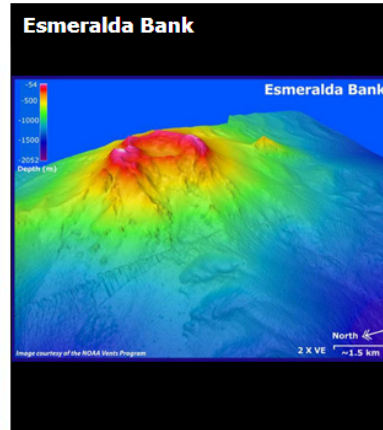 Esmeralda Bank
Esmeralda Bank
-54
-500
-1000
-1500
-2052
Depth (m)
North
2 X VE
~1.5 km
Image courtesy of the NOAA Vents Program